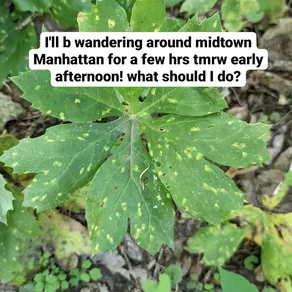 I'll b wandering around midtown
Manhattan for a few hrs tmrw early
afternoon! what should I do?